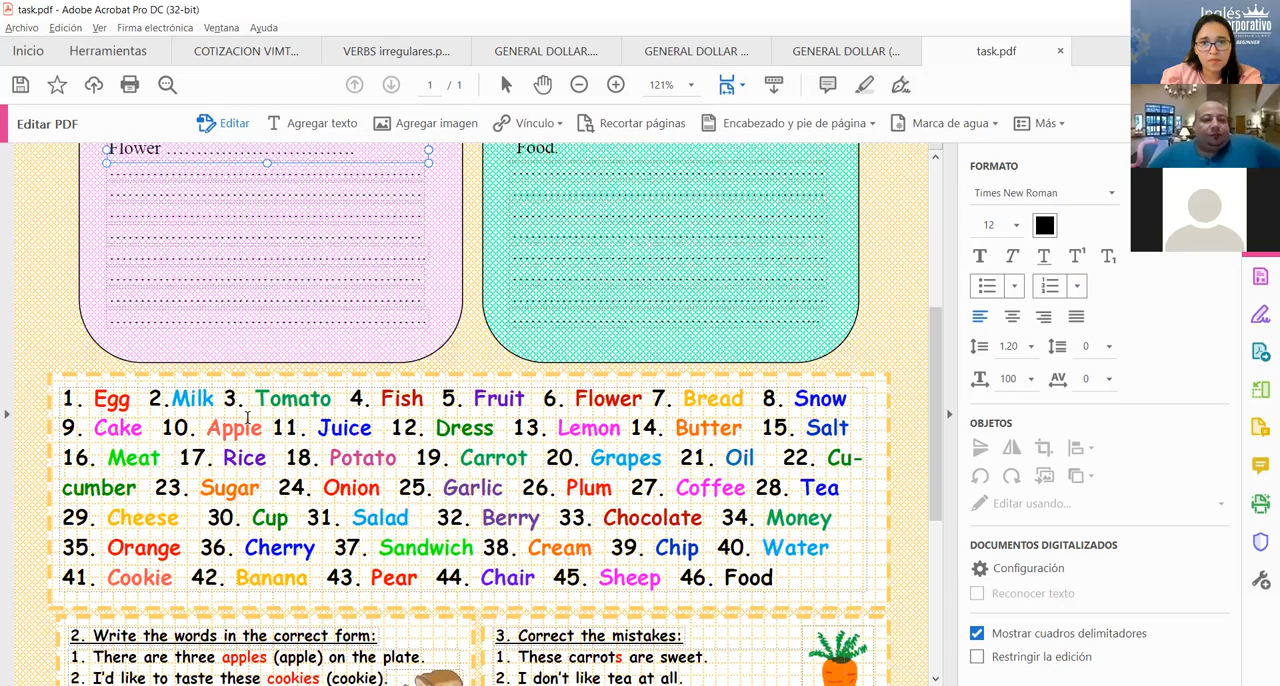 task.pdf - Adobe Acrobat Pro DC (32-bit)
Archivo Edición Ver Firma electrónica Ventana Ayuda
Inicio Herramientas COTIZACION VIMT... VERBS irregulares.p... GENERAL DOLLAR.... GENERAL DOLLAR ... GENERAL DOLLAR (... task.pdf ×
1 / 1 121%
Editar PDF Editar Agregar texto Agregar imagen Vínculo Recortar páginas Encabezado y pie de página Marca de agua Más
Inglés
Corporativo
BEGINNER
Flower ........................................
Food.
1. Egg 2.Milk 3. Tomato 4. Fish 5. Fruit 6. Flower 7. Bread 8. Snow
9. Cake 10. Apple 11. Juice 12. Dress 13. Lemon 14. Butter 15. Salt
16. Meat 17. Rice 18. Potato 19. Carrot 20. Grapes 21. Oil 22. Cu-
cumber 23. Sugar 24. Onion 25. Garlic 26. Plum 27. Coffee 28. Tea
29. Cheese 30. Cup 31. Salad 32. Berry 33. Chocolate 34. Money
35. Orange 36. Cherry 37. Sandwich 38. Cream 39. Chip 40. Water
41. Cookie 42. Banana 43. Pear 44. Chair 45. Sheep 46. Food
2. Write the words in the correct form:
1. There are three apples (apple) on the plate.
2. I'd like to taste these cookies (cookie).
3. Correct the mistakes:
1. These carrots are sweet.
2. I don't like tea at all.
FORMATO
Times New Roman
12
T T T T¹ T₁
1.20 0
100 AV 0
OBJETOS
Editar usando...
DOCUMENTOS DIGITALIZADOS
Configuración
Reconocer texto
Mostrar cuadros delimitadores
Restringir la edición